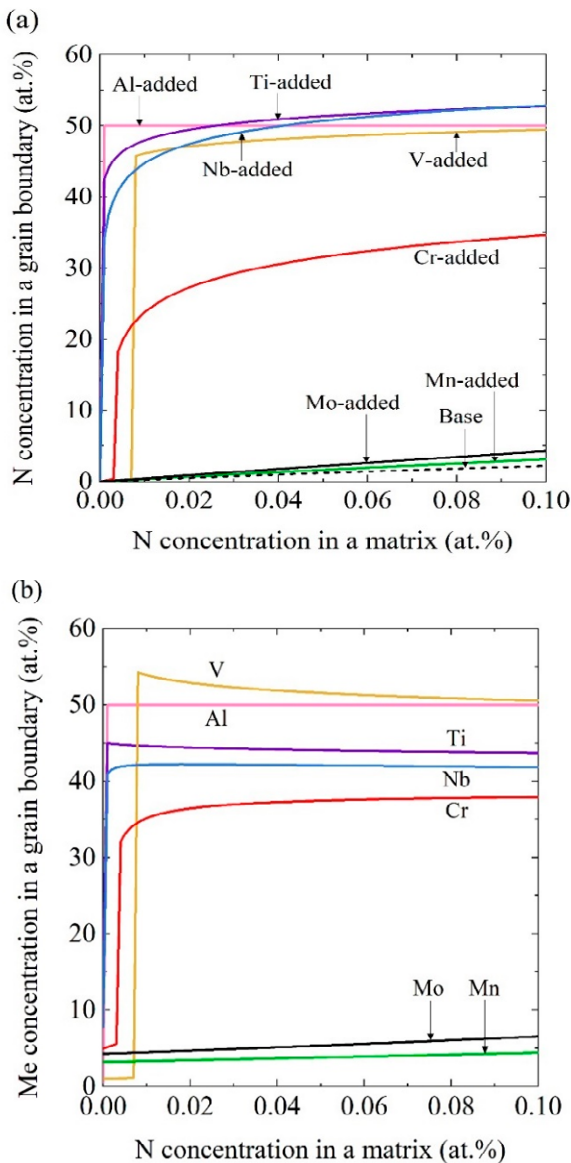 (a)
N concentration in a grain boundary (at.%)
60
50
40
30
20
10
0
Al-added
Ti-added
Nb-added
V-added
Cr-added
Mn-added
Mo-added
Base
0.00 0.02 0.04 0.06 0.08 0.10
N concentration in a matrix (at.%)
(b)
Me concentration in a grain boundary (at.%)
60
50
40
30
20
10
0
V
Al
Ti
Nb
Cr
Mo
Mn
0.00 0.02 0.04 0.06 0.08 0.10
N concentration in a matrix (at.%)